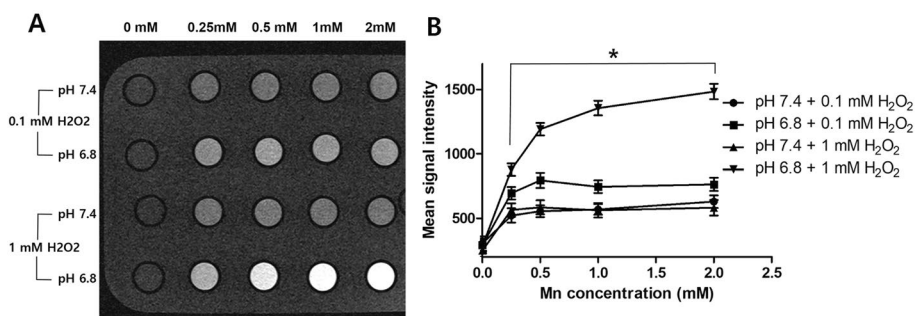 A
0 mM 0.25mM 0.5 mM 1mM 2mM
pH 7.4
0.1 mM H2O2
pH 6.8
pH 7.4
1 mM H2O2
pH 6.8
B
*
1500
1000
500
Mean signal intensity
0.0 0.5 1.0 1.5 2.0 2.5
Mn concentration (mM)
pH 7.4 + 0.1 mM H₂O₂
pH 6.8 + 0.1 mM H₂O₂
pH 7.4 + 1 mM H₂O₂
pH 6.8 + 1 mM H₂O₂